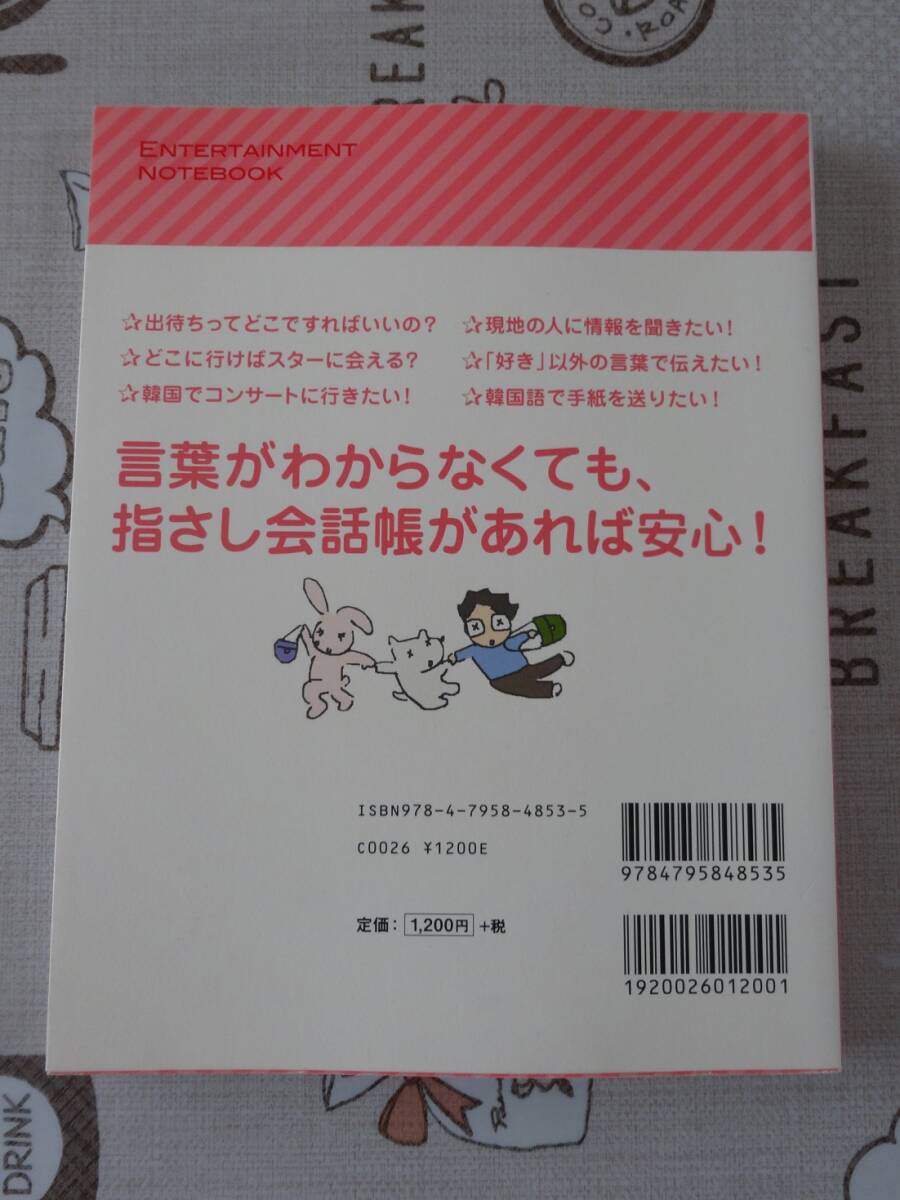 BREAKFAST
ROA
ENTERTAINMENT
NOTEBOOK
☆出待ちってどこですればいいの？
☆現地の人に情報を聞きたい！
☆どこに行けばスターに会える？
☆「好き」以外の言葉で伝えたい！
☆韓国でコンサートに行きたい！
☆韓国語で手紙を送りたい！
言葉がわからなくても、
指さし会話帳があれば安心！
BREAKFAST
ISBN978-4-7958-4853-5
C0026 ¥1200E
9784795848535
定価： 1,200円 +税
1920026012001
DRINK